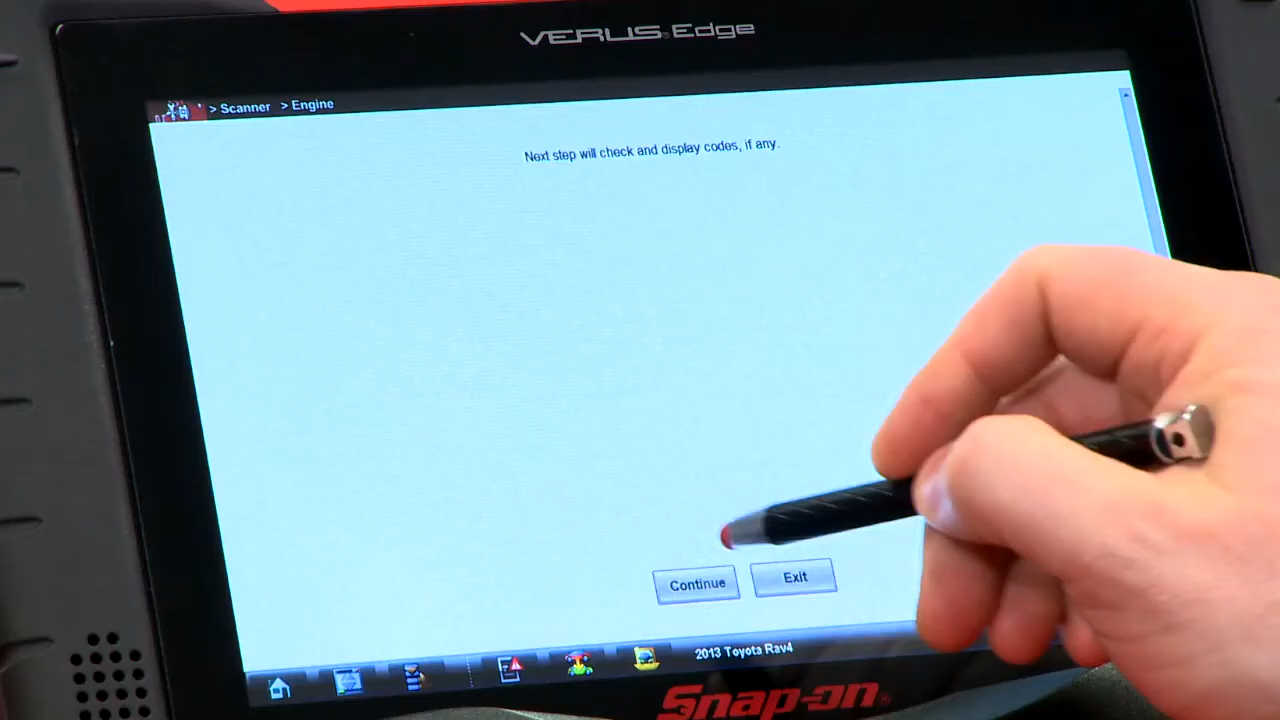 VERUS® Edge
> Scanner > Engine
Next step will check and display codes, if any.
Continue Exit
2013 Toyota Rav4
Snap-on®